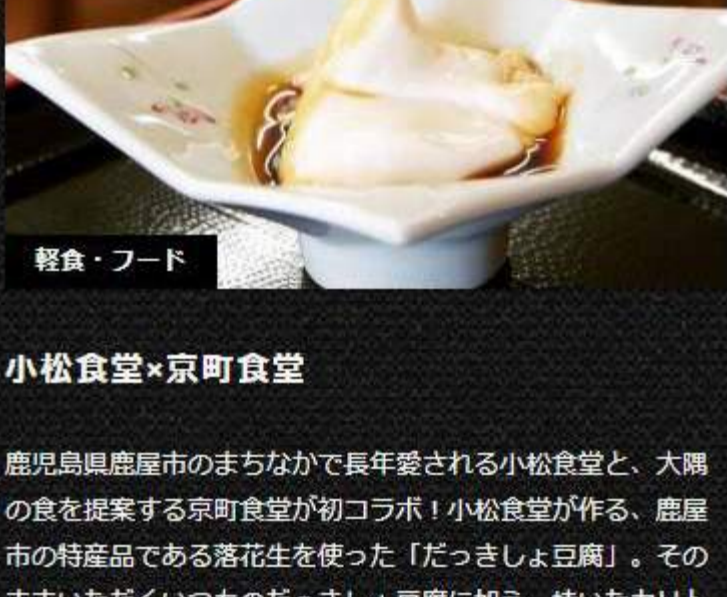 軽食・フード
小松食堂×京町食堂
鹿児島県鹿屋市のまちなかで長年愛される小松食堂と、大隅
の食を提案する京町食堂が初コラボ！小松食堂が作る、鹿屋
市の特産品である落花生を使った「だっきしょ豆腐」。その